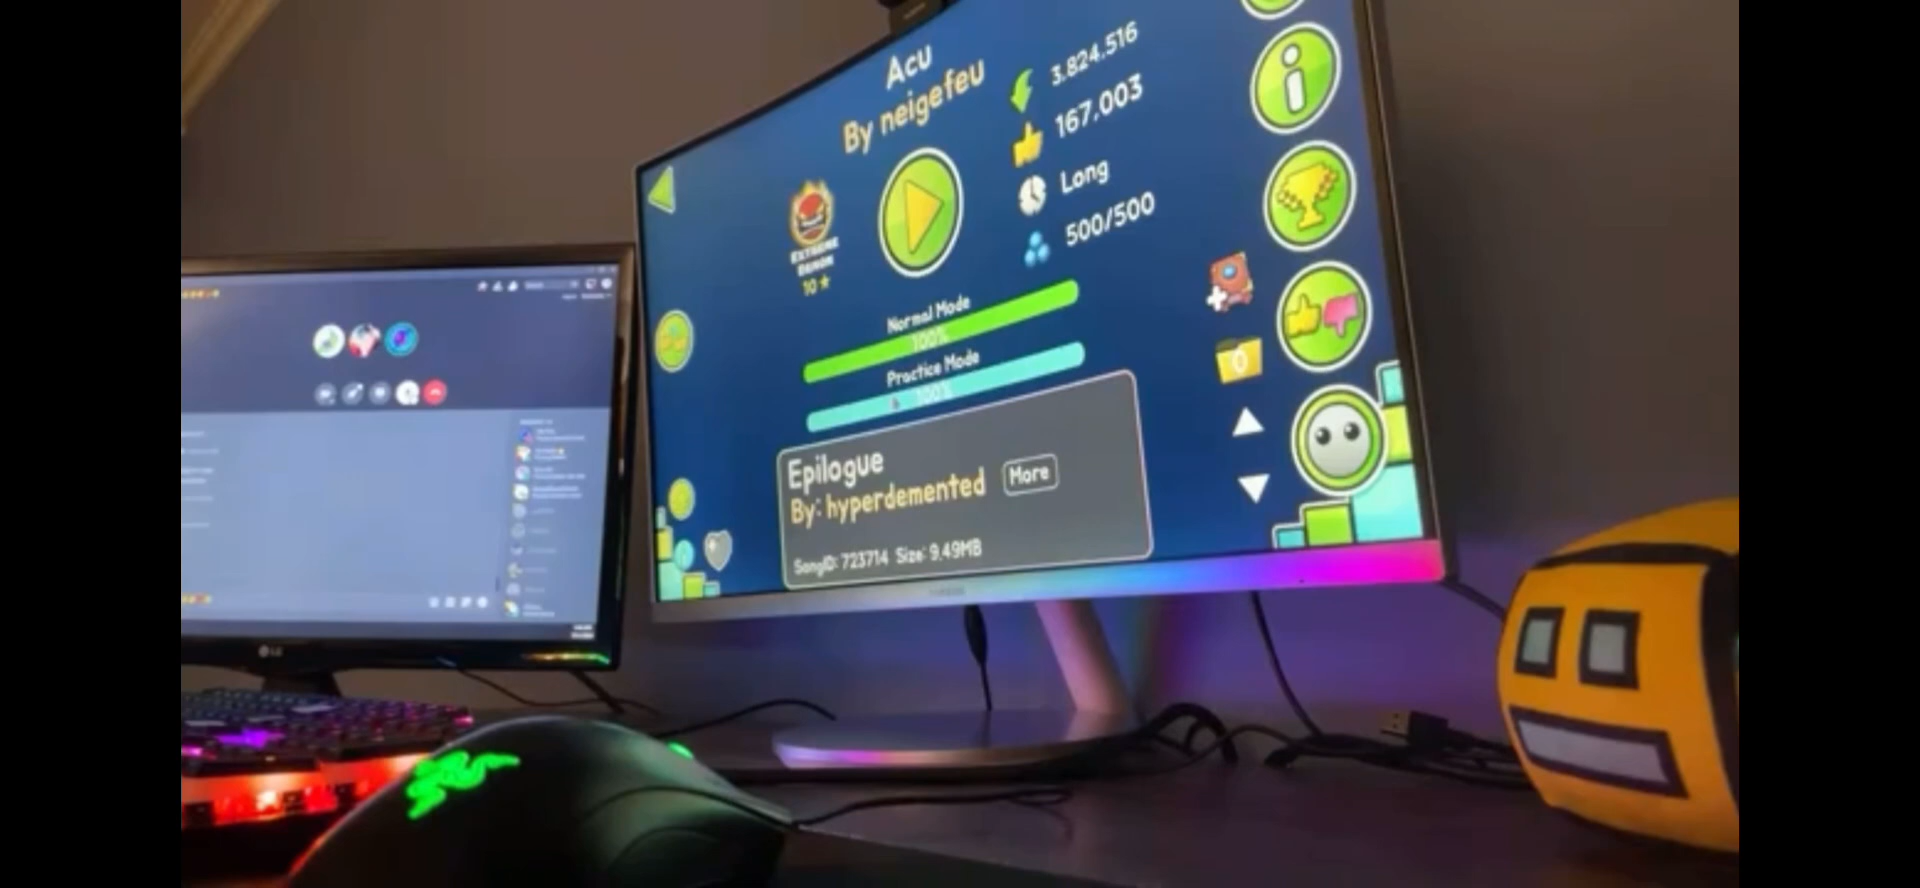 Acu
By neigefeu
3,824,516
167,003
Long
500/500
EXTREME
DEMON
10
Normal Mode
100%
Practice Mode
100%
Epilogue
By: hyperdemented
More
SongID: 723714 Size: 9.49MB
0
LG